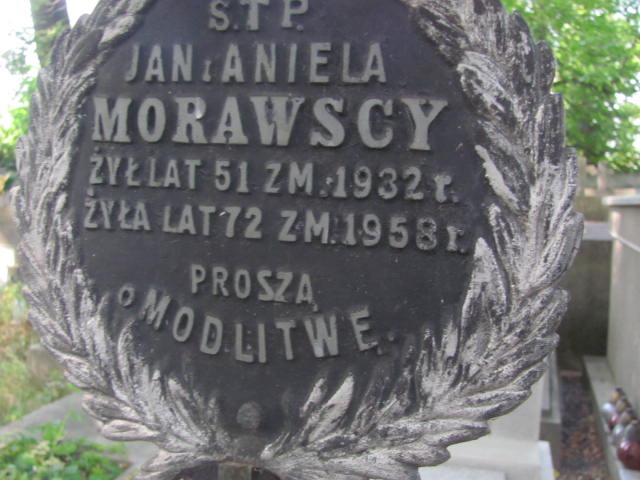 Ś.T P.
JAN i ANIELA
MORAWSCY
ŻYŁ LAT 51 ZM. 1932 r.
ŻYŁA LAT 72 ZM. 1958 r.
PROSZĄ
o MODLITWĘ.